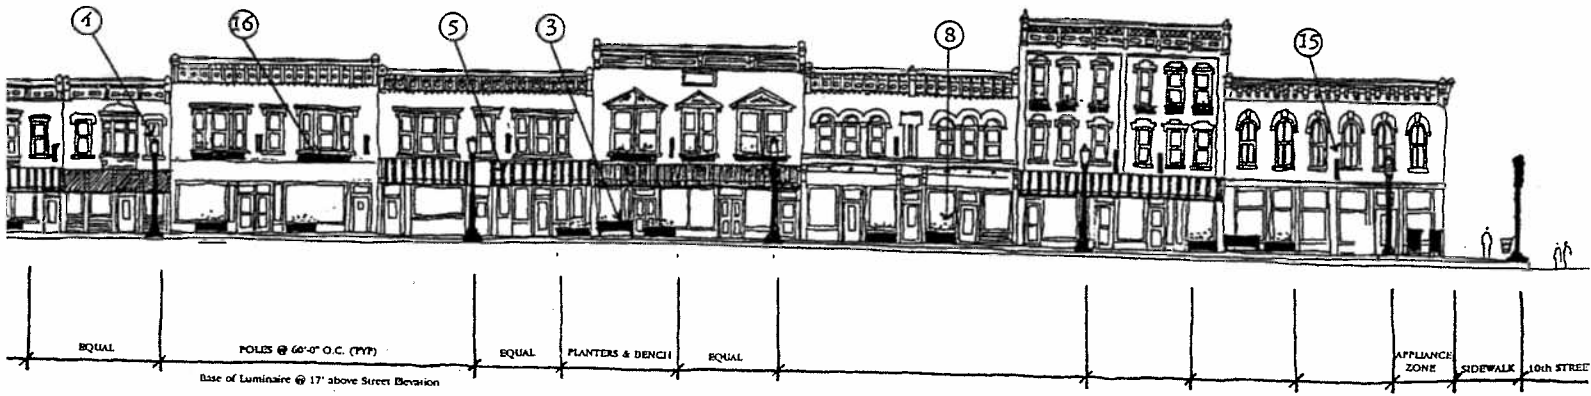 4
16
5
3
8
15
EQUAL
POLES @ 60'-0" O.C. (TYP)
EQUAL
PLANTERS & BENCH
EQUAL
APPLIANCE
ZONE
SIDEWALK
10th STREET
Base of Luminaire @ 17' above Street Elevation